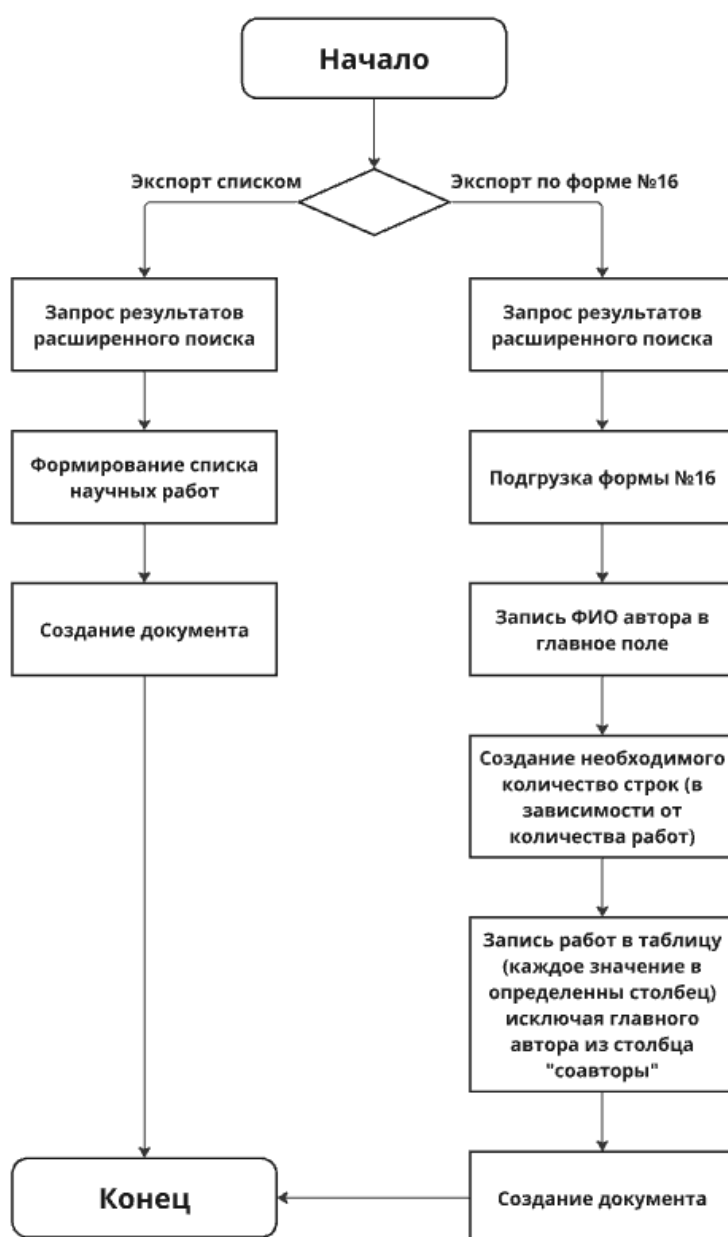 Начало
Экспорт списком
Экспорт по форме №16
Запрос результатов
расширенного поиска
Формирование списка
научных работ
Создание документа
Запрос результатов
расширенного поиска
Подгрузка формы №16
Запись ФИО автора в
главное поле
Создание необходимого
количество строк (в
зависимости от
количества работ)
Запись работ в таблицу
(каждое значение в
определенны столбец)
исключая главного
автора из столбца
"соавторы"
Создание документа
Конец